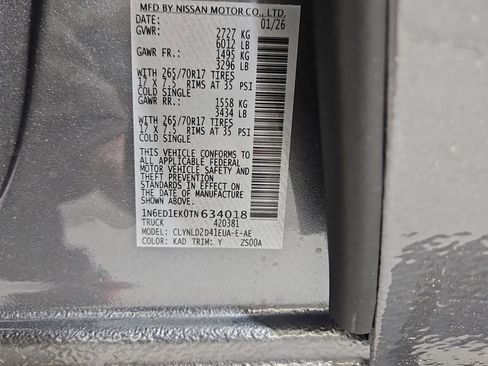 MFD BY NISSAN MOTOR CO., LTD.
DATE: 01/26
GVWR: 2727 KG
6012 LB
GAWR FR.: 1495 KG
3296 LB
WITH 265/70R17 TIRES
17 X 7.5 RIMS AT 35 PSI
COLD SINGLE
GAWR RR.: 1558 KG
3434 LB
WITH 265/70R17 TIRES
17 X 7.5 RIMS AT 35 PSI
COLD SINGLE
THIS VEHICLE CONFORMS TO
ALL APPLICABLE FEDERAL
MOTOR VEHICLE SAFETY AND
THEFT PREVENTION
STANDARDS IN EFFECT ON
THE DATE OF MANUFACTURE
SHOWN ABOVE.
1N6ED1EK0TN634018
TRUCK 420381
MODEL: CLYNLD2D41EUA-E-AE
COLOR: KAD TRIM: Y ZS00A